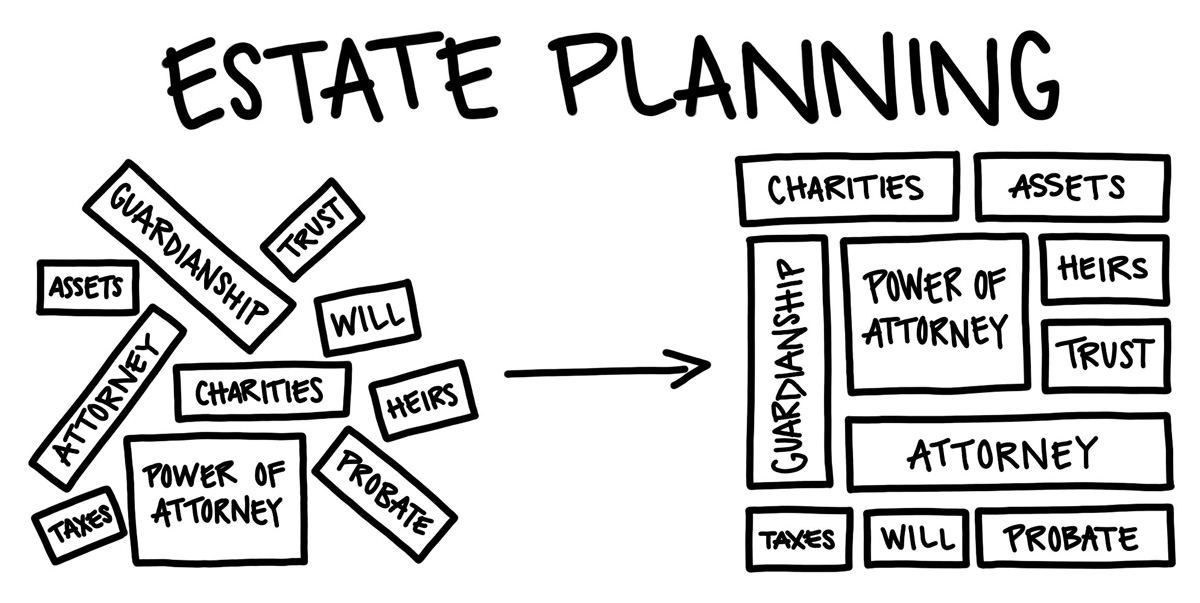 ESTATE PLANNING
GUARDIANSHIP
TRUST
ASSETS
WILL
ATTORNEY
CHARITIES
HEIRS
POWER OF
ATTORNEY
PROBATE
TAXES
CHARITIES
ASSETS
GUARDIANSHIP
POWER OF
ATTORNEY
HEIRS
TRUST
ATTORNEY
TAXES
WILL
PROBATE